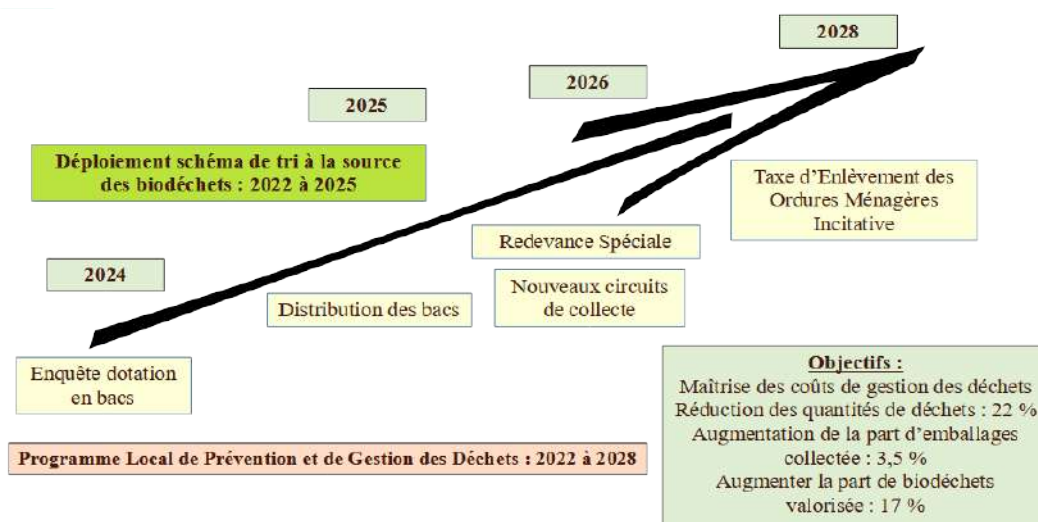 2028
2026
2025
Déploiement schéma de tri à la source
des biodéchets : 2022 à 2025
Taxe d'Enlèvement des
Ordures Ménagères
Incitative
Redevance Spéciale
2024
Nouveaux circuits
de collecte
Distribution des bacs
Enquête dotation
en bacs
Objectifs :
Maîtrise des coûts de gestion des déchets
Réduction des quantités de déchets : 22 %
Augmentation de la part d'emballages
collectée : 3,5 %
Augmenter la part de biodéchets
valorisée : 17 %
Programme Local de Prévention et de Gestion des Déchets : 2022 à 2028